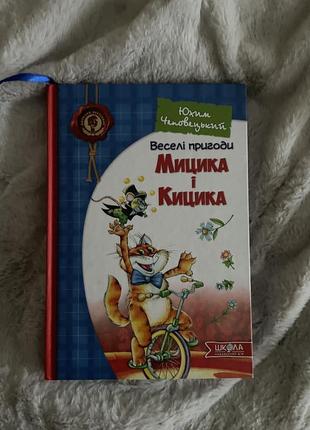 Юхим
Чеповецький
Веселі пригоди
Мицика
і
Кицика
ШКОЛА